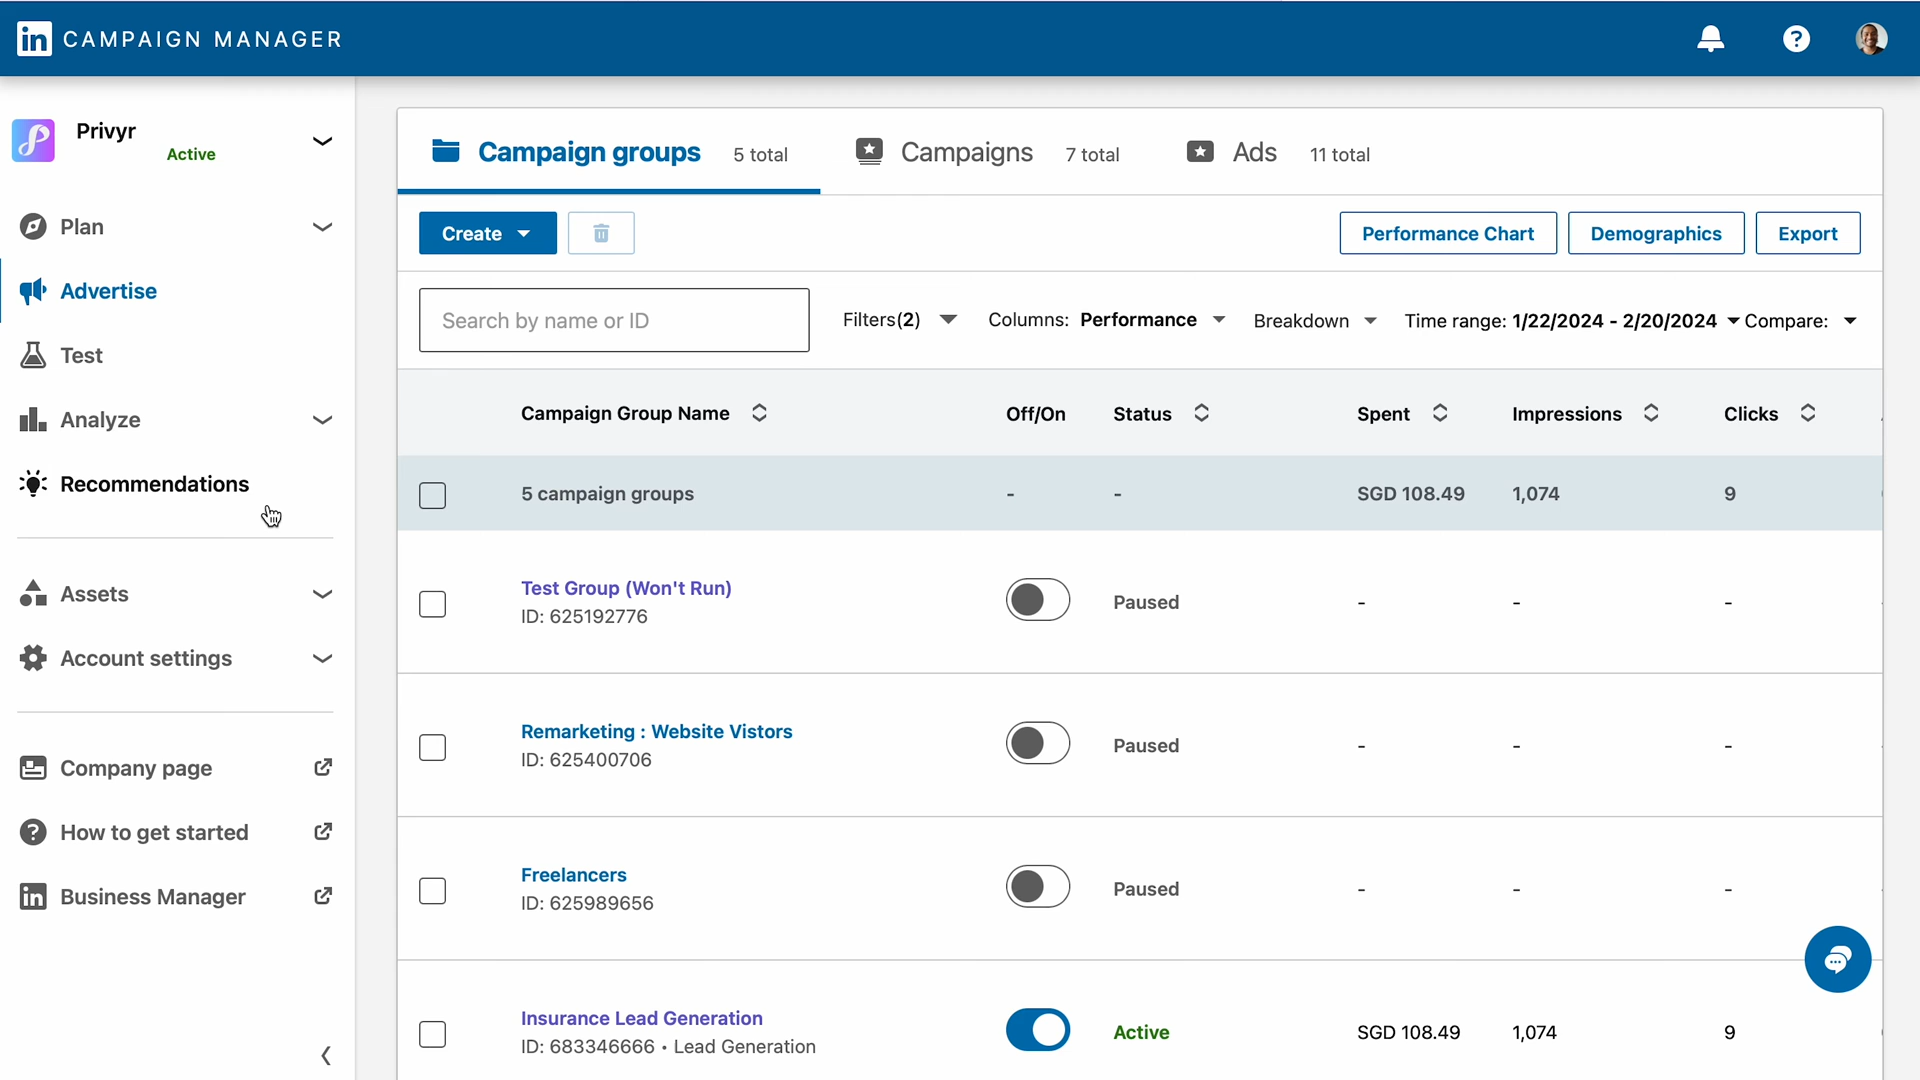 in CAMPAIGN MANAGER
Privyr
Active
Plan
Advertise
Test
Analyze
Recommendations
Assets
Account settings
Company page
How to get started
Business Manager
Campaign groups 5 total Campaigns 7 total Ads 11 total
Create Performance Chart Demographics Export
Search by name or ID Filters(2) Columns: Performance Breakdown Time range: 1/22/2024 - 2/20/2024 Compare:
Campaign Group Name Off/On Status Spent Impressions Clicks
5 campaign groups - - SGD 108.49 1,074 9
Test Group (Won't Run) Paused - - -
ID: 625192776
Remarketing : Website Vistors Paused - - -
ID: 625400706
Freelancers Paused - - -
ID: 625989656
Insurance Lead Generation Active SGD 108.49 1,074 9
ID: 683346666 • Lead Generation